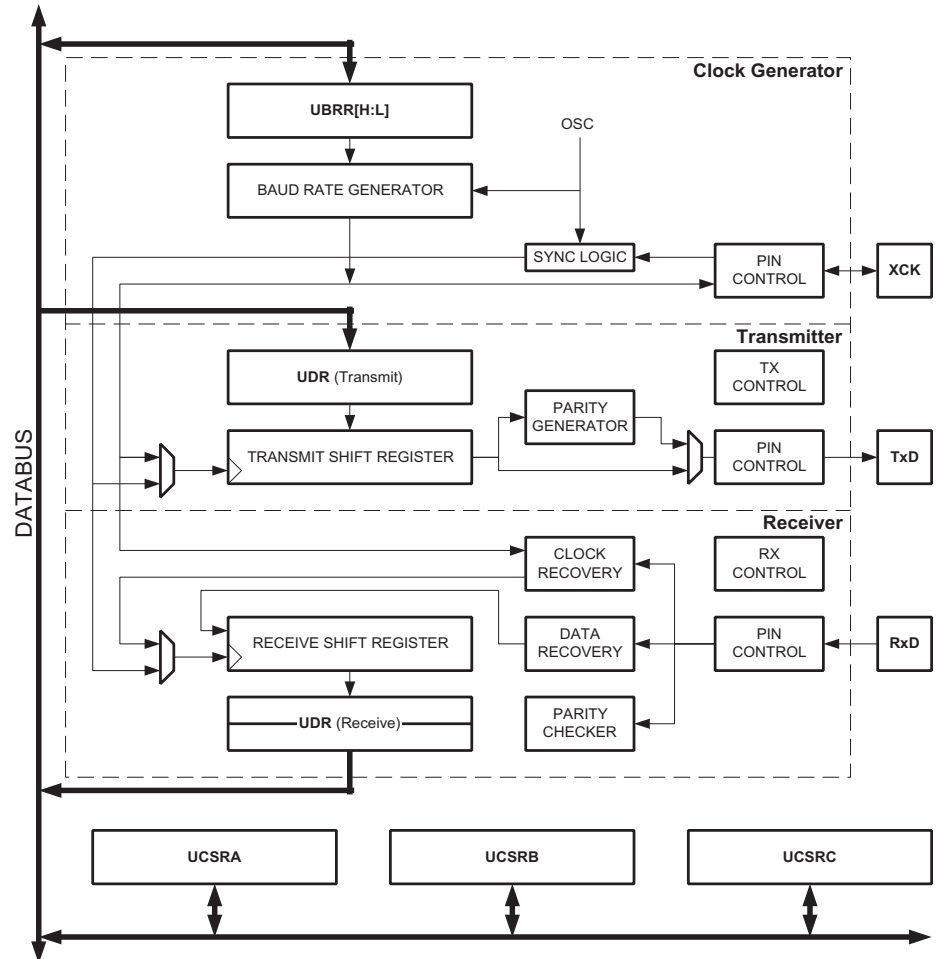 Clock Generator
UBRR[H:L]
OSC
BAUD RATE GENERATOR
SYNC LOGIC
PIN
CONTROL
XCK
Transmitter
UDR (Transmit)
TX
CONTROL
PARITY
GENERATOR
TRANSMIT SHIFT REGISTER
PIN
CONTROL
TxD
DATABUS
Receiver
CLOCK
RECOVERY
RX
CONTROL
RECEIVE SHIFT REGISTER
DATA
RECOVERY
PIN
CONTROL
RxD
UDR (Receive)
PARITY
CHECKER
UCSRA
UCSRB
UCSRC